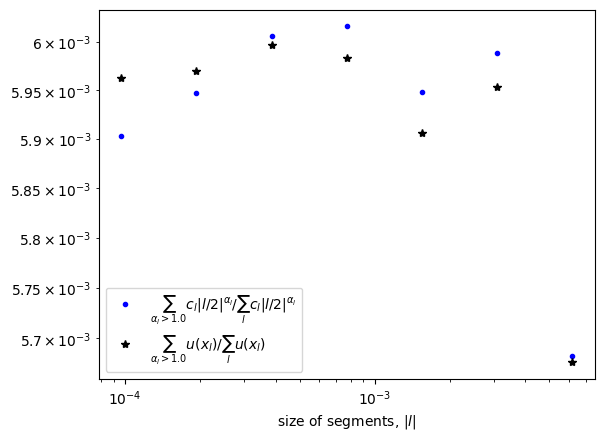 6 × 10⁻³
5.95 × 10⁻³
5.9 × 10⁻³
5.85 × 10⁻³
5.8 × 10⁻³
5.75 × 10⁻³
5.7 × 10⁻³
∑_{α_l>1.0} c_l|l/2|^{α_l}/∑_l c_l|l/2|^{α_l}
∑_{α_l>1.0} u(x_l)/∑_l u(x_l)
10⁻⁴ 10⁻³
size of segments, |l|